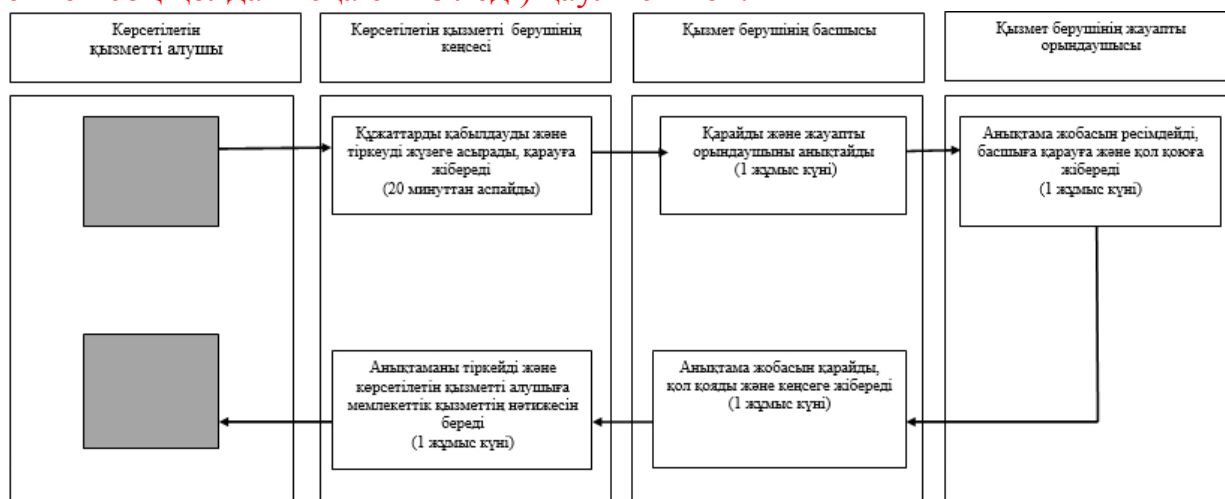 Көрсетілетін
қызметті алушы
Көрсетілетін қызметті берушінің
кеңсесі
Қызмет берушінің басшысы
Қызмет берушінің жауапты
орындаушысы
Құжаттарды қабылдауды және
тіркеуді жүзеге асырады, қарауға
жібереді
(20 минуттан аспайды)
Қарайды және жауапты
орындаушыны анықтайды
(1 жұмыс күні)
Анықтама жобасын ресімдейді,
басшыға қарауға және қол қоюға
жібереді
(1 жұмыс күні)
Анықтаманы тіркейді және
көрсетілетін қызметті алушыға
мемлекеттік қызметтің нәтижесін
береді
(1 жұмыс күні)
Анықтама жобасын қарайды,
қол қояды және кеңсеге жібереді
(1 жұмыс күні)